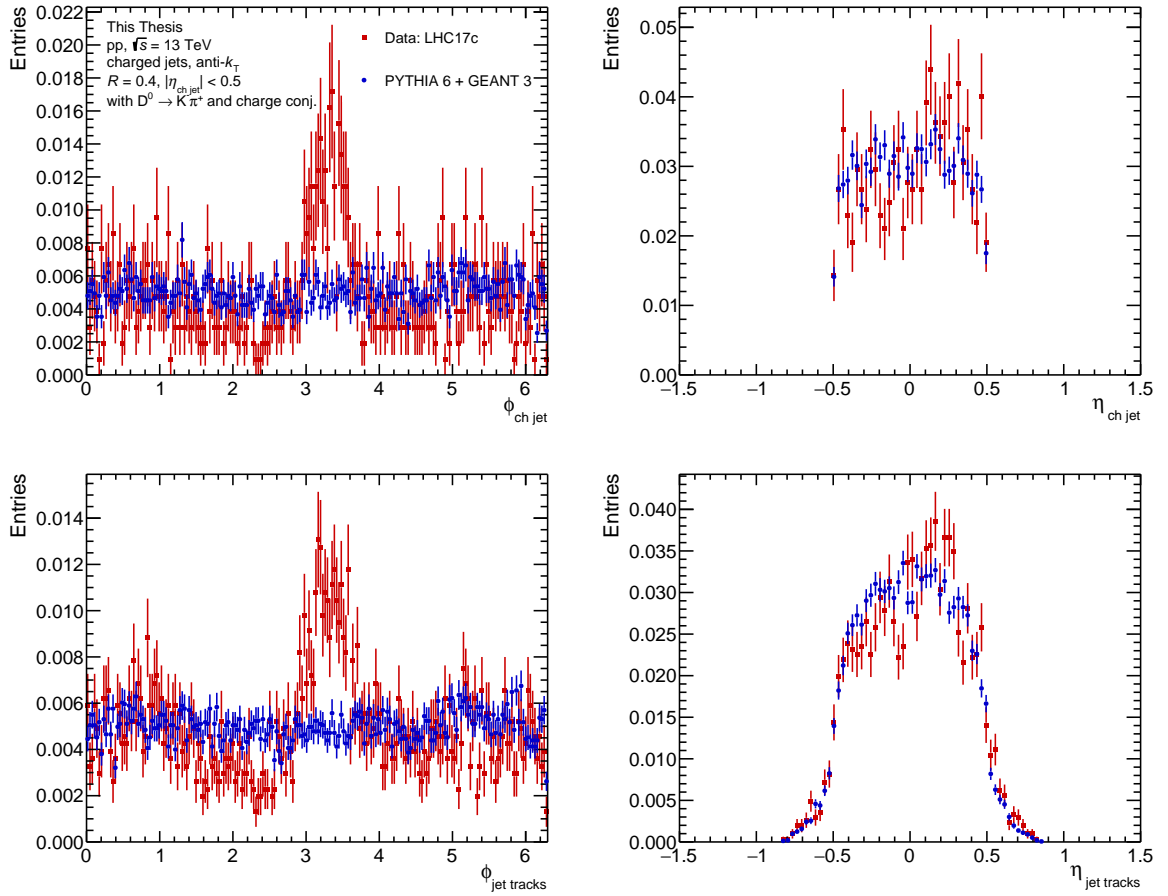 Entries
0.022
0.020
0.018
0.016
0.014
0.012
0.010
0.008
0.006
0.004
0.002
0.000
This Thesis
pp, √s = 13 TeV
charged jets, anti-k_T
R = 0.4, |η_ch jet| < 0.5
with D⁰ → K⁻π⁺ and charge conj.
Data: LHC17c
PYTHIA 6 + GEANT 3
0 1 2 3 4 5 6
ϕ_ch jet
Entries
0.05
0.04
0.03
0.02
0.01
0.00
−1.5 −1 −0.5 0 0.5 1 1.5
η_ch jet
Entries
0.014
0.012
0.010
0.008
0.006
0.004
0.002
0.000
0 1 2 3 4 5 6
ϕ_jet tracks
Entries
0.040
0.035
0.030
0.025
0.020
0.015
0.010
0.005
0.000
−1.5 −1 −0.5 0 0.5 1 1.5
η_jet tracks